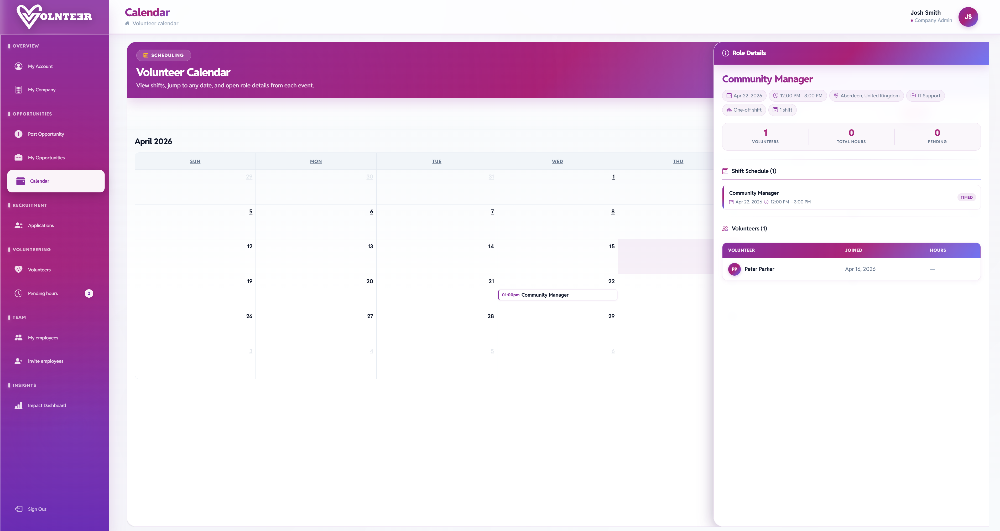 VOLNTEER
OVERVIEW
My Account
My Company
OPPORTUNITIES
Post Opportunity
My Opportunities
Calendar
RECRUITMENT
Applications
VOLUNTEERING
Volunteers
Pending hours 2
TEAM
My employees
Invite employees
INSIGHTS
Impact Dashboard
Sign Out
Calendar
Volunteer calendar
Josh Smith
Company Admin
JS
SCHEDULING
Volunteer Calendar
View shifts, jump to any date, and open role details from each event.
April 2026
SUN MON TUE WED THU
29 30 31 1
5 6 7 8
12 13 14 15
19 20 21 22
01:00pm Community Manager
26 27 28 29
3 4 5 6
Role Details
Community Manager
Apr 22, 2026 12:00 PM - 3:00 PM Aberdeen, United Kingdom IT Support
One-off shift 1 shift
1 0 0
VOLUNTEERS TOTAL HOURS PENDING
Shift Schedule (1)
Community Manager
Apr 22, 2026 12:00 PM – 3:00 PM
TIMED
Volunteers (1)
VOLUNTEER JOINED HOURS
PP Peter Parker Apr 16, 2026 —